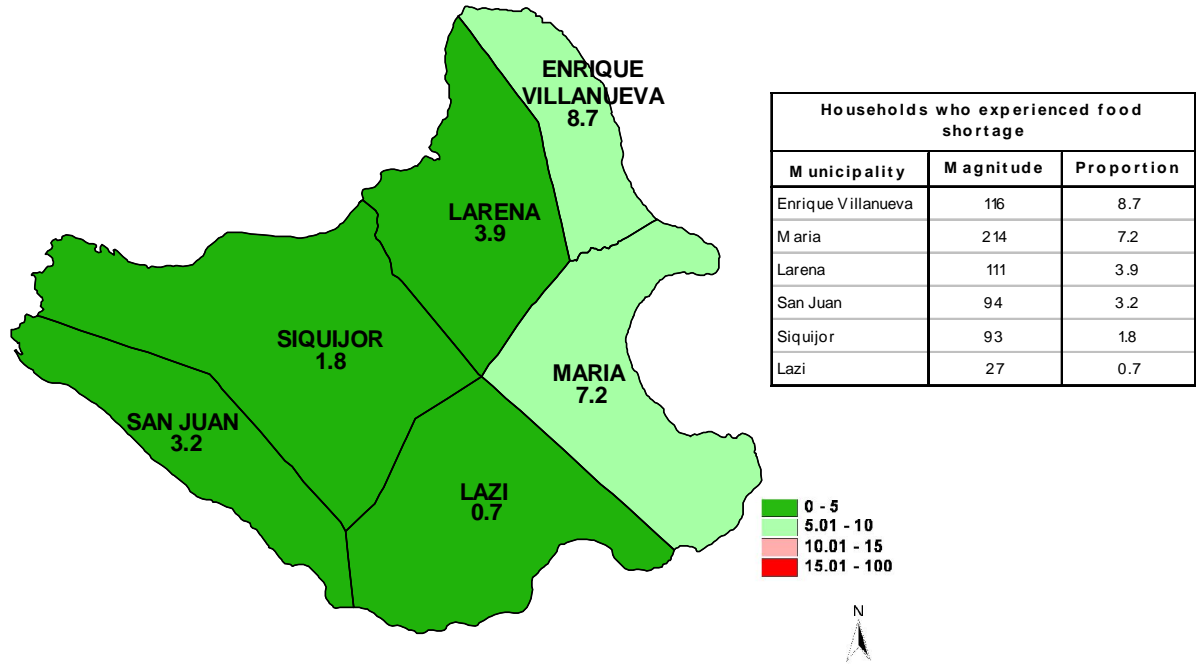 ENRIQUE
VILLANUEVA
8.7
LARENA
3.9
SIQUIJOR
1.8
MARIA
7.2
SAN JUAN
3.2
LAZI
0.7
Households who experienced food
shortage
Municipality Magnitude Proportion
Enrique Villanueva 116 8.7
Maria 214 7.2
Larena 111 3.9
San Juan 94 3.2
Siquijor 93 1.8
Lazi 27 0.7
0 - 5
5.01 - 10
10.01 - 15
15.01 - 100
N